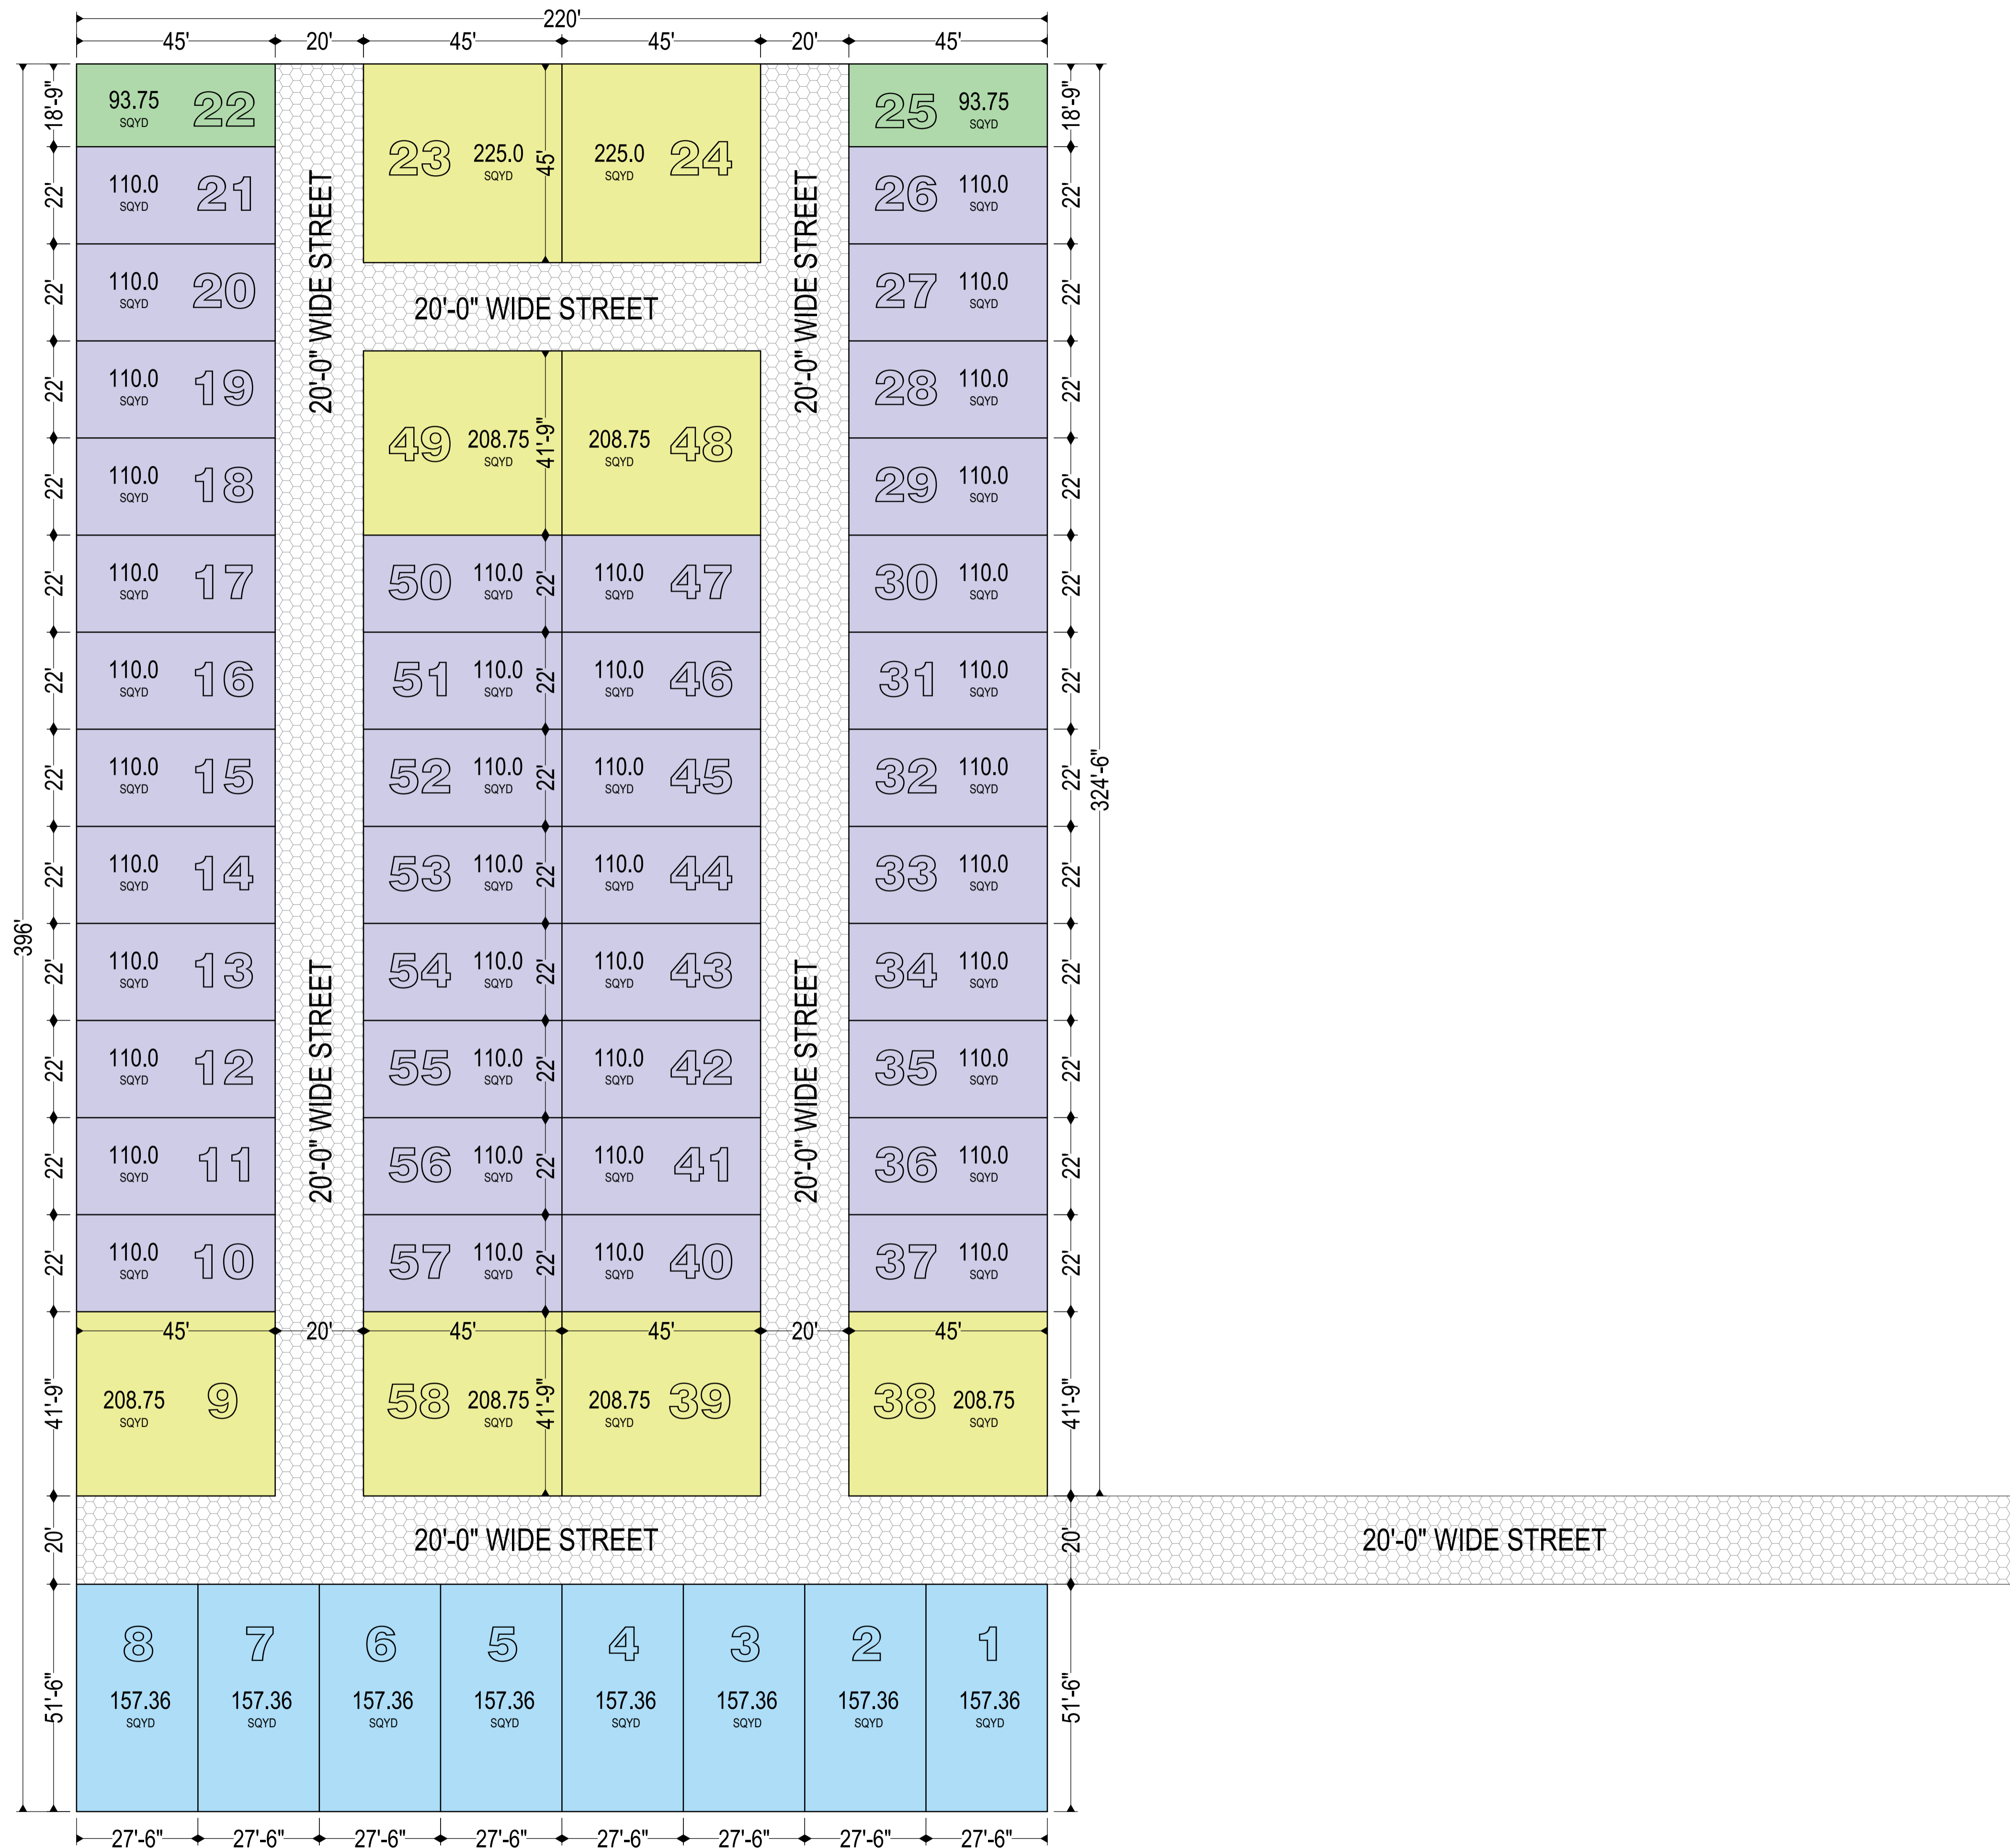 220'
45' 20' 45' 45' 20' 45'
396'
18'-9" 22' 22' 22' 22' 22' 22' 22' 22' 22' 22' 22' 22' 41'-9" 20' 51'-6"
93.75 SQYD 22
110.0 SQYD 21
110.0 SQYD 20
110.0 SQYD 19
110.0 SQYD 18
110.0 SQYD 17
110.0 SQYD 16
110.0 SQYD 15
110.0 SQYD 14
110.0 SQYD 13
110.0 SQYD 12
110.0 SQYD 11
110.0 SQYD 10
45'
208.75 SQYD 9
20'-0" WIDE STREET
20'-0" WIDE STREET
20'
23 225.0 SQYD 45'
225.0 SQYD 24
20'-0" WIDE STREET
49 208.75 SQYD 41'-9"
208.75 SQYD 48
50 110.0 SQYD 22' 110.0 SQYD 47
51 110.0 SQYD 22' 110.0 SQYD 46
52 110.0 SQYD 22' 110.0 SQYD 45
53 110.0 SQYD 22' 110.0 SQYD 44
54 110.0 SQYD 22' 110.0 SQYD 43
55 110.0 SQYD 22' 110.0 SQYD 42
56 110.0 SQYD 22' 110.0 SQYD 41
57 110.0 SQYD 22' 110.0 SQYD 40
45' 45'
58 208.75 SQYD 41'-9" 208.75 SQYD 39
20'-0" WIDE STREET
20'-0" WIDE STREET
20'
25 93.75 SQYD
26 110.0 SQYD
27 110.0 SQYD
28 110.0 SQYD
29 110.0 SQYD
30 110.0 SQYD
31 110.0 SQYD
32 110.0 SQYD
33 110.0 SQYD
34 110.0 SQYD
35 110.0 SQYD
36 110.0 SQYD
37 110.0 SQYD
45'
38 208.75 SQYD
18'-9" 22' 22' 22' 22' 22' 22' 22' 22' 22' 22' 22' 22' 41'-9" 20' 51'-6"
324'-6"
20'-0" WIDE STREET 20'-0" WIDE STREET
8 7 6 5 4 3 2 1
157.36 157.36 157.36 157.36 157.36 157.36 157.36 157.36
SQYD SQYD SQYD SQYD SQYD SQYD SQYD SQYD
27'-6" 27'-6" 27'-6" 27'-6" 27'-6" 27'-6" 27'-6" 27'-6"